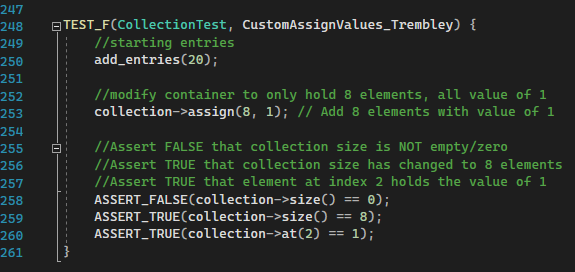 247
248 TEST_F(CollectionTest, CustomAssignValues_Trembley) {
249 //starting entries
250 add_entries(20);
251
252 //modify container to only hold 8 elements, all value of 1
253 collection->assign(8, 1); // Add 8 elements with value of 1
254
255 //Assert FALSE that collection size is NOT empty/zero
256 //Assert TRUE that collection size has changed to 8 elements
257 //Assert TRUE that element at index 2 holds the value of 1
258 ASSERT_FALSE(collection->size() == 0);
259 ASSERT_TRUE(collection->size() == 8);
260 ASSERT_TRUE(collection->at(2) == 1);
261 }